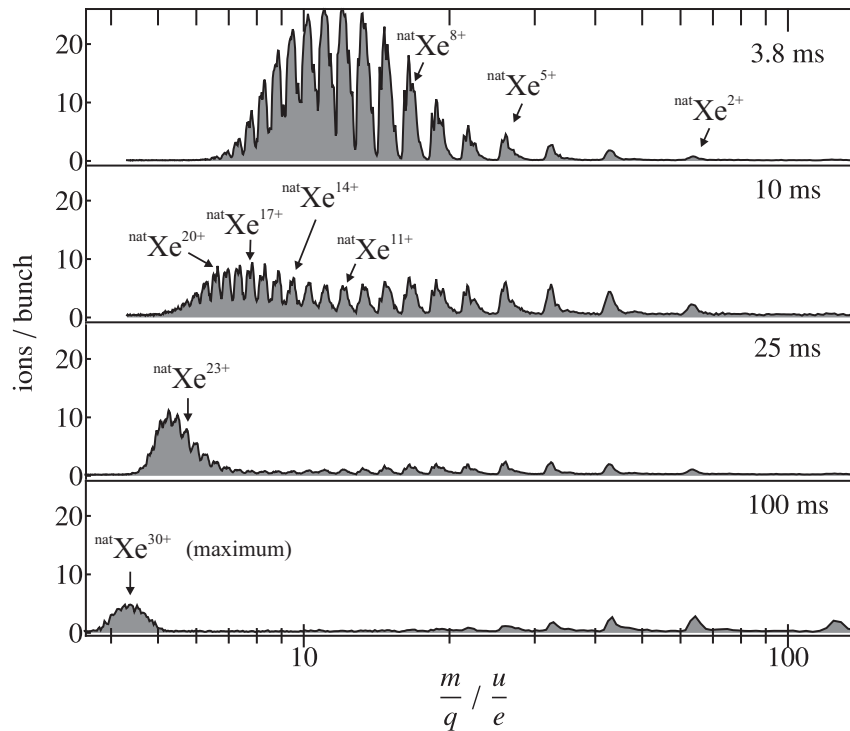 20
10
0
3.8 ms
natXe8+
natXe5+
natXe2+
20
10
0
10 ms
natXe20+
natXe17+
natXe14+
natXe11+
20
10
0
25 ms
natXe23+
20
10
0
100 ms
natXe30+ (maximum)
ions / bunch
10 100
m/q / u/e